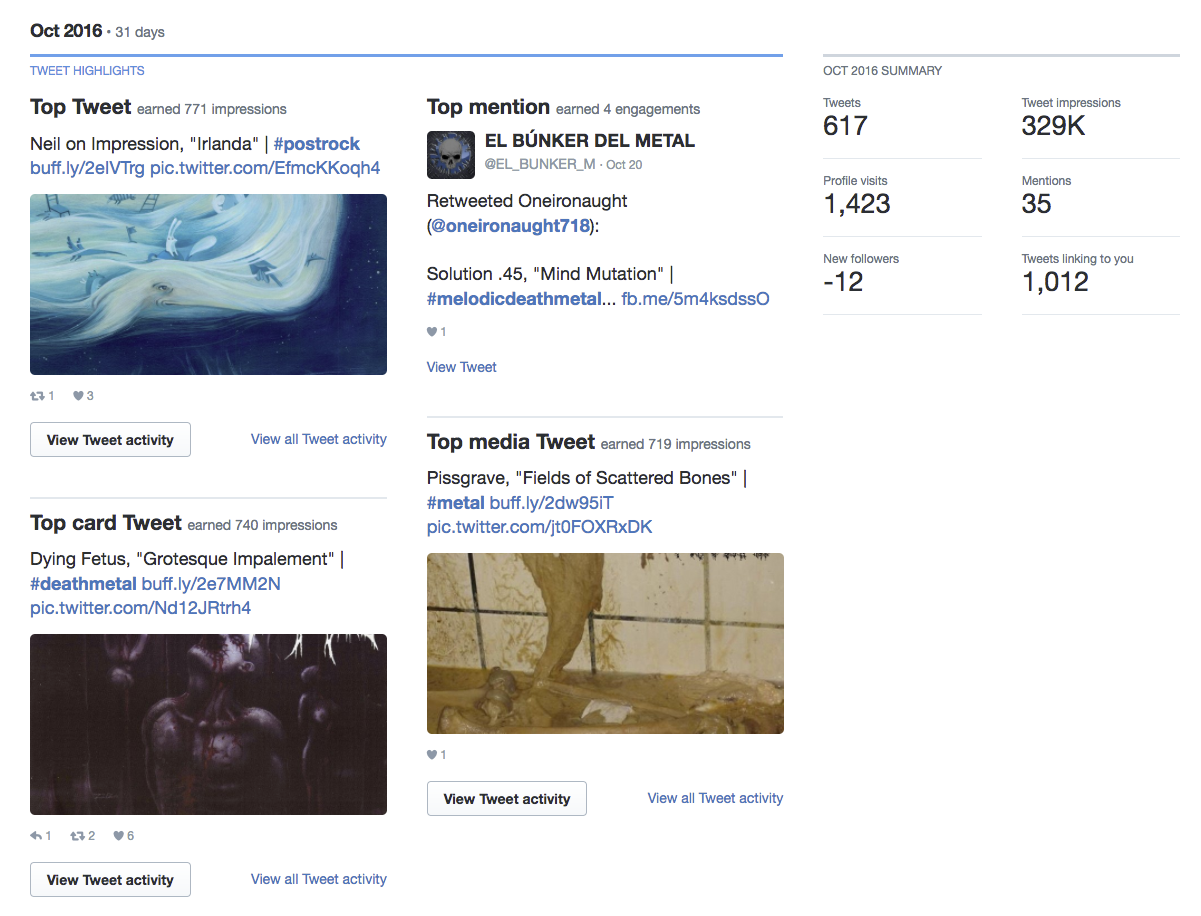 Oct 2016 · 31 days
TWEET HIGHLIGHTS
Top Tweet earned 771 impressions
Neil on Impression, "Irlanda" | #postrock
buff.ly/2elVTrg pic.twitter.com/EfmcKKoqh4
1 3
View Tweet activity
View all Tweet activity
Top card Tweet earned 740 impressions
Dying Fetus, "Grotesque Impalement" |
#deathmetal buff.ly/2e7MM2N
pic.twitter.com/Nd12JRtrh4
1 2 6
View Tweet activity
View all Tweet activity
Top mention earned 4 engagements
EL BÚNKER DEL METAL
@EL_BUNKER_M · Oct 20
Retweeted Oneironaught
(@oneironaught718):
Solution .45, "Mind Mutation" |
#melodicdeathmetal... fb.me/5m4ksdssO
1
View Tweet
Top media Tweet earned 719 impressions
Pissgrave, "Fields of Scattered Bones" |
#metal buff.ly/2dw95iT
pic.twitter.com/jt0FOXRxDK
1
View Tweet activity
View all Tweet activity
OCT 2016 SUMMARY
Tweets
617
Tweet impressions
329K
Profile visits
1,423
Mentions
35
New followers
-12
Tweets linking to you
1,012